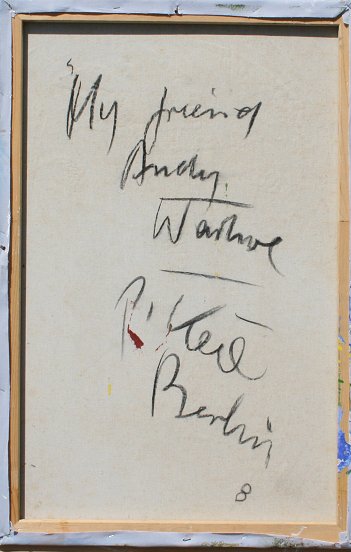 "My friend
Andy
Warhol
Berlin
8